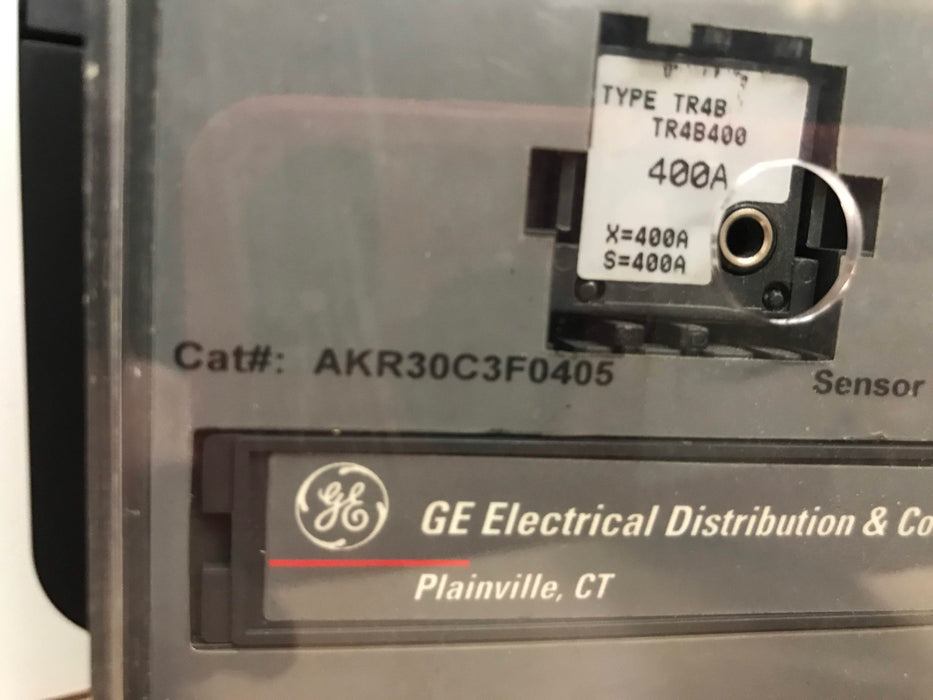 TYPE TR4B
TR4B400
400A
X=400A
S=400A
Cat#: AKR30C3F0405
Sensor
GE
GE Electrical Distribution & Co
Plainville, CT